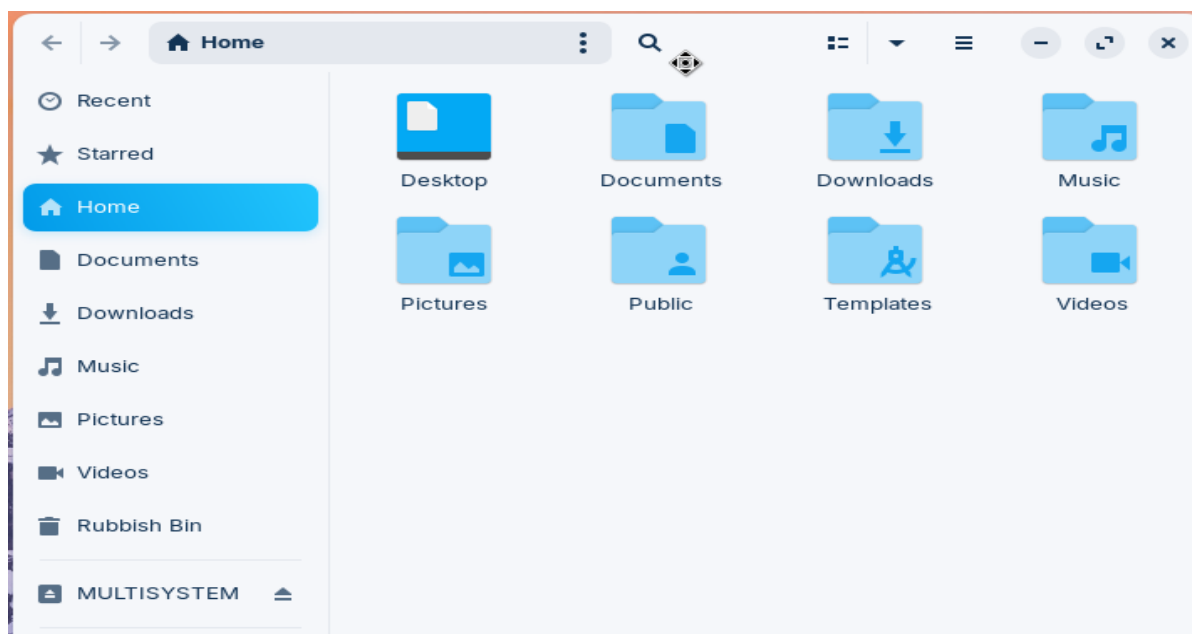 Home
Recent
Starred
Home
Documents
Downloads
Music
Pictures
Videos
Rubbish Bin
MULTISYSTEM
Desktop Documents Downloads Music
Pictures Public Templates Videos